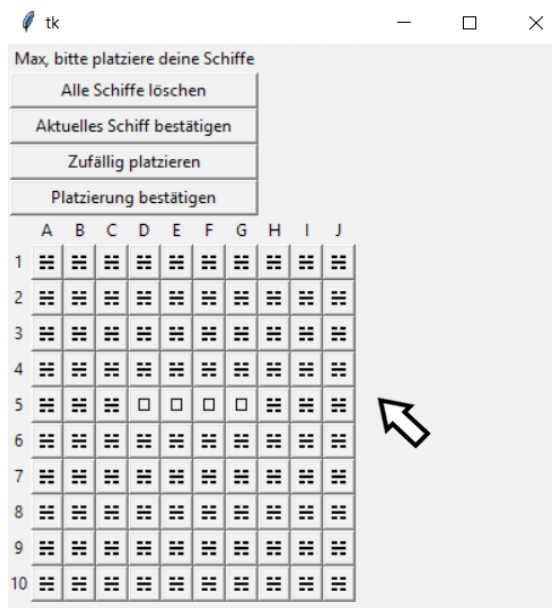 tk
Max, bitte platziere deine Schiffe
Alle Schiffe löschen
Aktuelles Schiff bestätigen
Zufällig platzieren
Platzierung bestätigen
A B C D E F G H I J
1 ☵ ☵ ☵ ☵ ☵ ☵ ☵ ☵ ☵ ☵
2 ☵ ☵ ☵ ☵ ☵ ☵ ☵ ☵ ☵ ☵
3 ☵ ☵ ☵ ☵ ☵ ☵ ☵ ☵ ☵ ☵
4 ☵ ☵ ☵ ☵ ☵ ☵ ☵ ☵ ☵ ☵
5 ☵ ☵ ☵ □ □ □ □ ☵ ☵ ☵
6 ☵ ☵ ☵ ☵ ☵ ☵ ☵ ☵ ☵ ☵
7 ☵ ☵ ☵ ☵ ☵ ☵ ☵ ☵ ☵ ☵
8 ☵ ☵ ☵ ☵ ☵ ☵ ☵ ☵ ☵ ☵
9 ☵ ☵ ☵ ☵ ☵ ☵ ☵ ☵ ☵ ☵
10 ☵ ☵ ☵ ☵ ☵ ☵ ☵ ☵ ☵ ☵